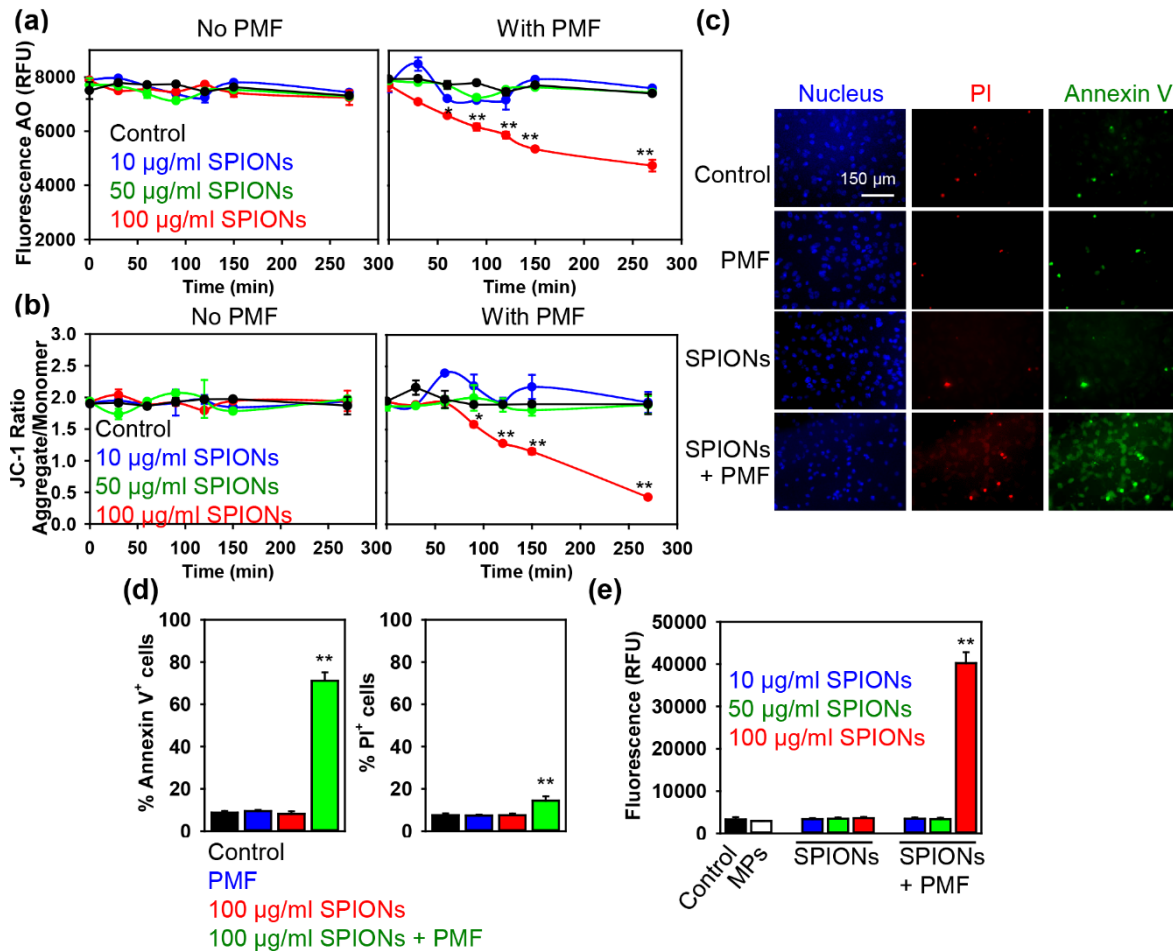 (a)
No PMF
With PMF
Fluorescence AO (RFU)
8000
6000
4000
2000
Control
10 µg/ml SPIONs
50 µg/ml SPIONs
100 µg/ml SPIONs
* ** ** ** **
0 50 100 150 200 250 300
50 100 150 200 250 300
Time (min)
Time (min)
(b)
No PMF
With PMF
JC-1 Ratio
Aggregate/Monomer
3.0
2.5
2.0
1.5
1.0
0.5
0.0
Control
10 µg/ml SPIONs
50 µg/ml SPIONs
100 µg/ml SPIONs
* ** ** **
0 50 100 150 200 250 300
50 100 150 200 250 300
Time (min)
Time (min)
(c)
Nucleus
PI
Annexin V
Control
150 µm
PMF
SPIONs
SPIONs
+ PMF
(d)
% Annexin V+ cells
100
80
60
40
20
0
**
% PI+ cells
100
80
60
40
20
0
**
Control
PMF
100 µg/ml SPIONs
100 µg/ml SPIONs + PMF
(e)
Fluorescence (RFU)
50000
40000
30000
20000
10000
0
10 µg/ml SPIONs
50 µg/ml SPIONs
100 µg/ml SPIONs
**
Control
MPs
SPIONs
SPIONs
+ PMF